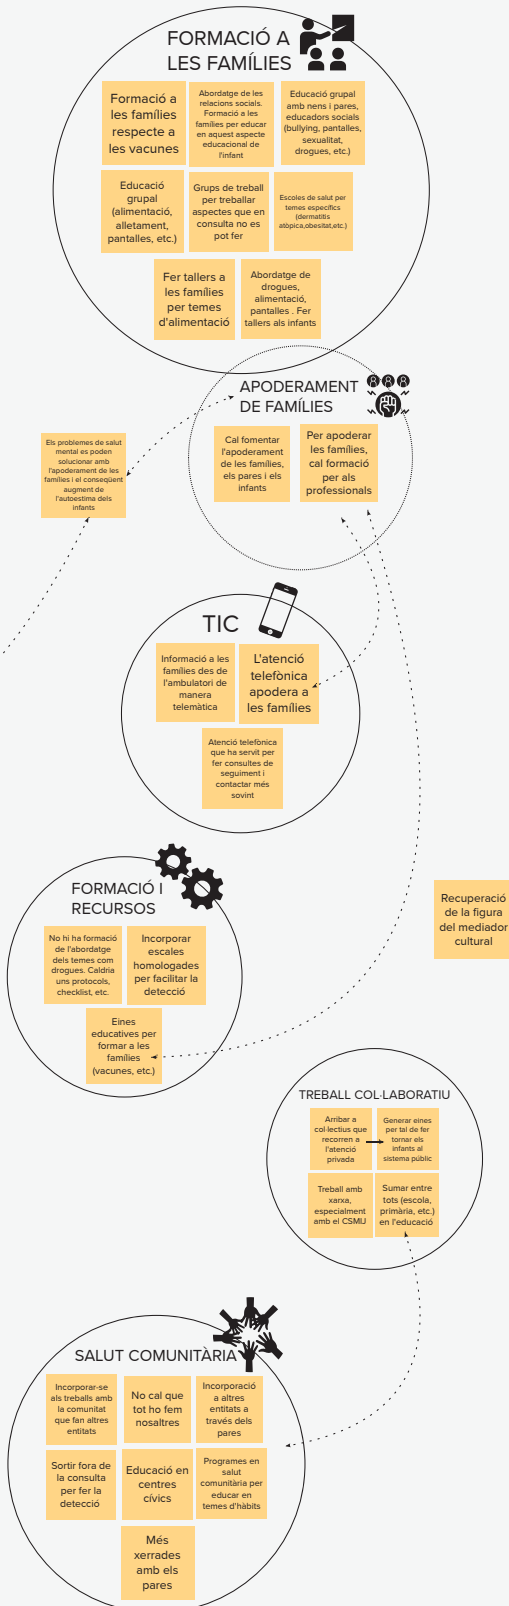 FORMACIÓ A
LES FAMÍLIES
Formació a
les famílies
respecte a
les vacunes
Abordatge de les
relacions socials.
Formació a les
famílies per educar
en aquest aspecte
educacional de
l'infant
Educació grupal
amb nens i pares,
educadors socials
(bullying, pantalles,
sexualitat,
drogues, etc.)
Educació
grupal
(alimentació,
alletament,
pantalles, etc.)
Grups de treball
per treballar
aspectes que en
consulta no es
pot fer
Escoles de salut per
temes específics
(dermatitis
atòpica,obesitat,etc.)
Fer tallers a
les famílies
per temes
d'alimentació
Abordatge de
drogues,
alimentació,
pantalles . Fer
tallers als infants
APODERAMENT
DE FAMÍLIES
Cal fomentar
l'apoderament
de les famílies,
els pares i els
infants
Per apoderar
les famílies,
cal formació
per als
professionals
Els problemes de salut
mental es poden
solucionar amb
l'apoderament de les
famílies i el conseqüent
augment de
l'autoestima dels
infants
TIC
Informació a les
famílies des de
l'ambulatori de
manera
telemàtica
L'atenció
telefònica
apodera a
les famílies
Atenció telefònica
que ha servit per
fer consultes de
seguiment i
contactar més
sovint
FORMACIÓ I
RECURSOS
No hi ha formació
de l'abordatge
dels temes com
drogues. Caldria
uns protocols,
checklist, etc.
Incorporar
escales
homologades
per facilitar la
detecció
Eines
educatives per
formar a les
famílies
(vacunes, etc.)
Recuperació
de la figura
del mediador
cultural
TREBALL COL·LABORATIU
Arribar a
col·lectius que
recorren a
l'atenció
privada
Generar eines
per tal de fer
tornar els
infants al
sistema públic
Treball amb
xarxa,
especialment
amb el CSMIJ
Sumar entre
tots (escola,
primària, etc.)
en l'educació
SALUT COMUNITÀRIA
Incorporar-se
als treballs amb
la comunitat
que fan altres
entitats
No cal que
tot ho fem
nosaltres
Incorporació
a altres
entitats a
través dels
pares
Sortir fora de
la consulta
per fer la
detecció
Educació en
centres
cívics
Programes en
salut
comunitària per
educar en
temes d'hàbits
Més
xerrades
amb els
pares